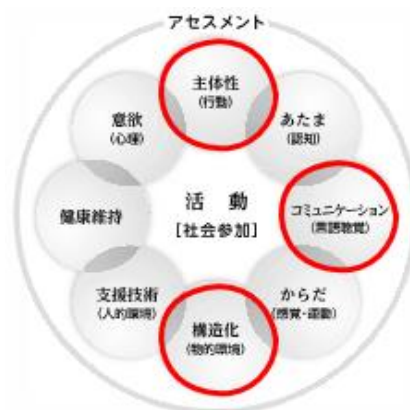 アセスメント
主体性
(行動)
意欲
(心理)
あたま
(認知)
健康維持
活動
[社会参加]
コミュニケーション
(言語聴覚)
支援技術
(人的環境)
からだ
(感覚・運動)
構造化
(物的環境)